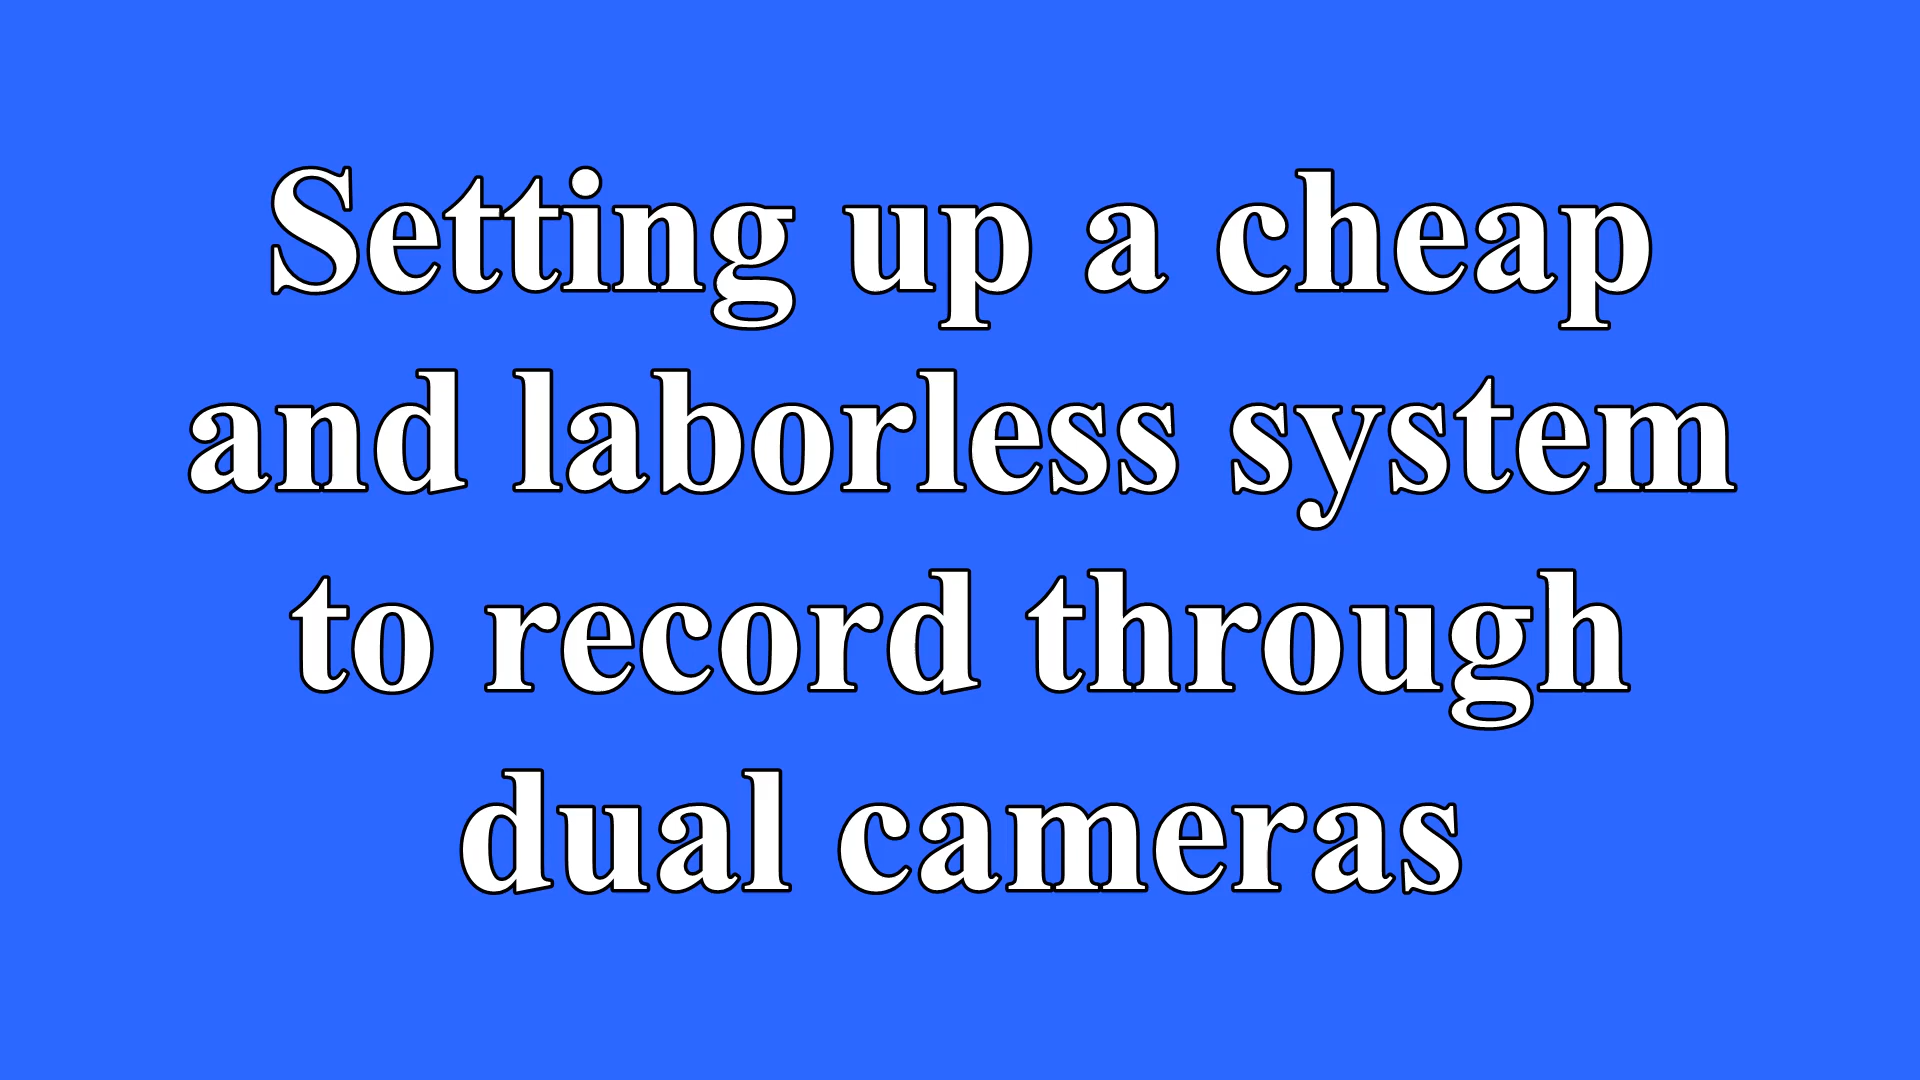 Setting up a cheap
and laborless system
to record through
dual cameras